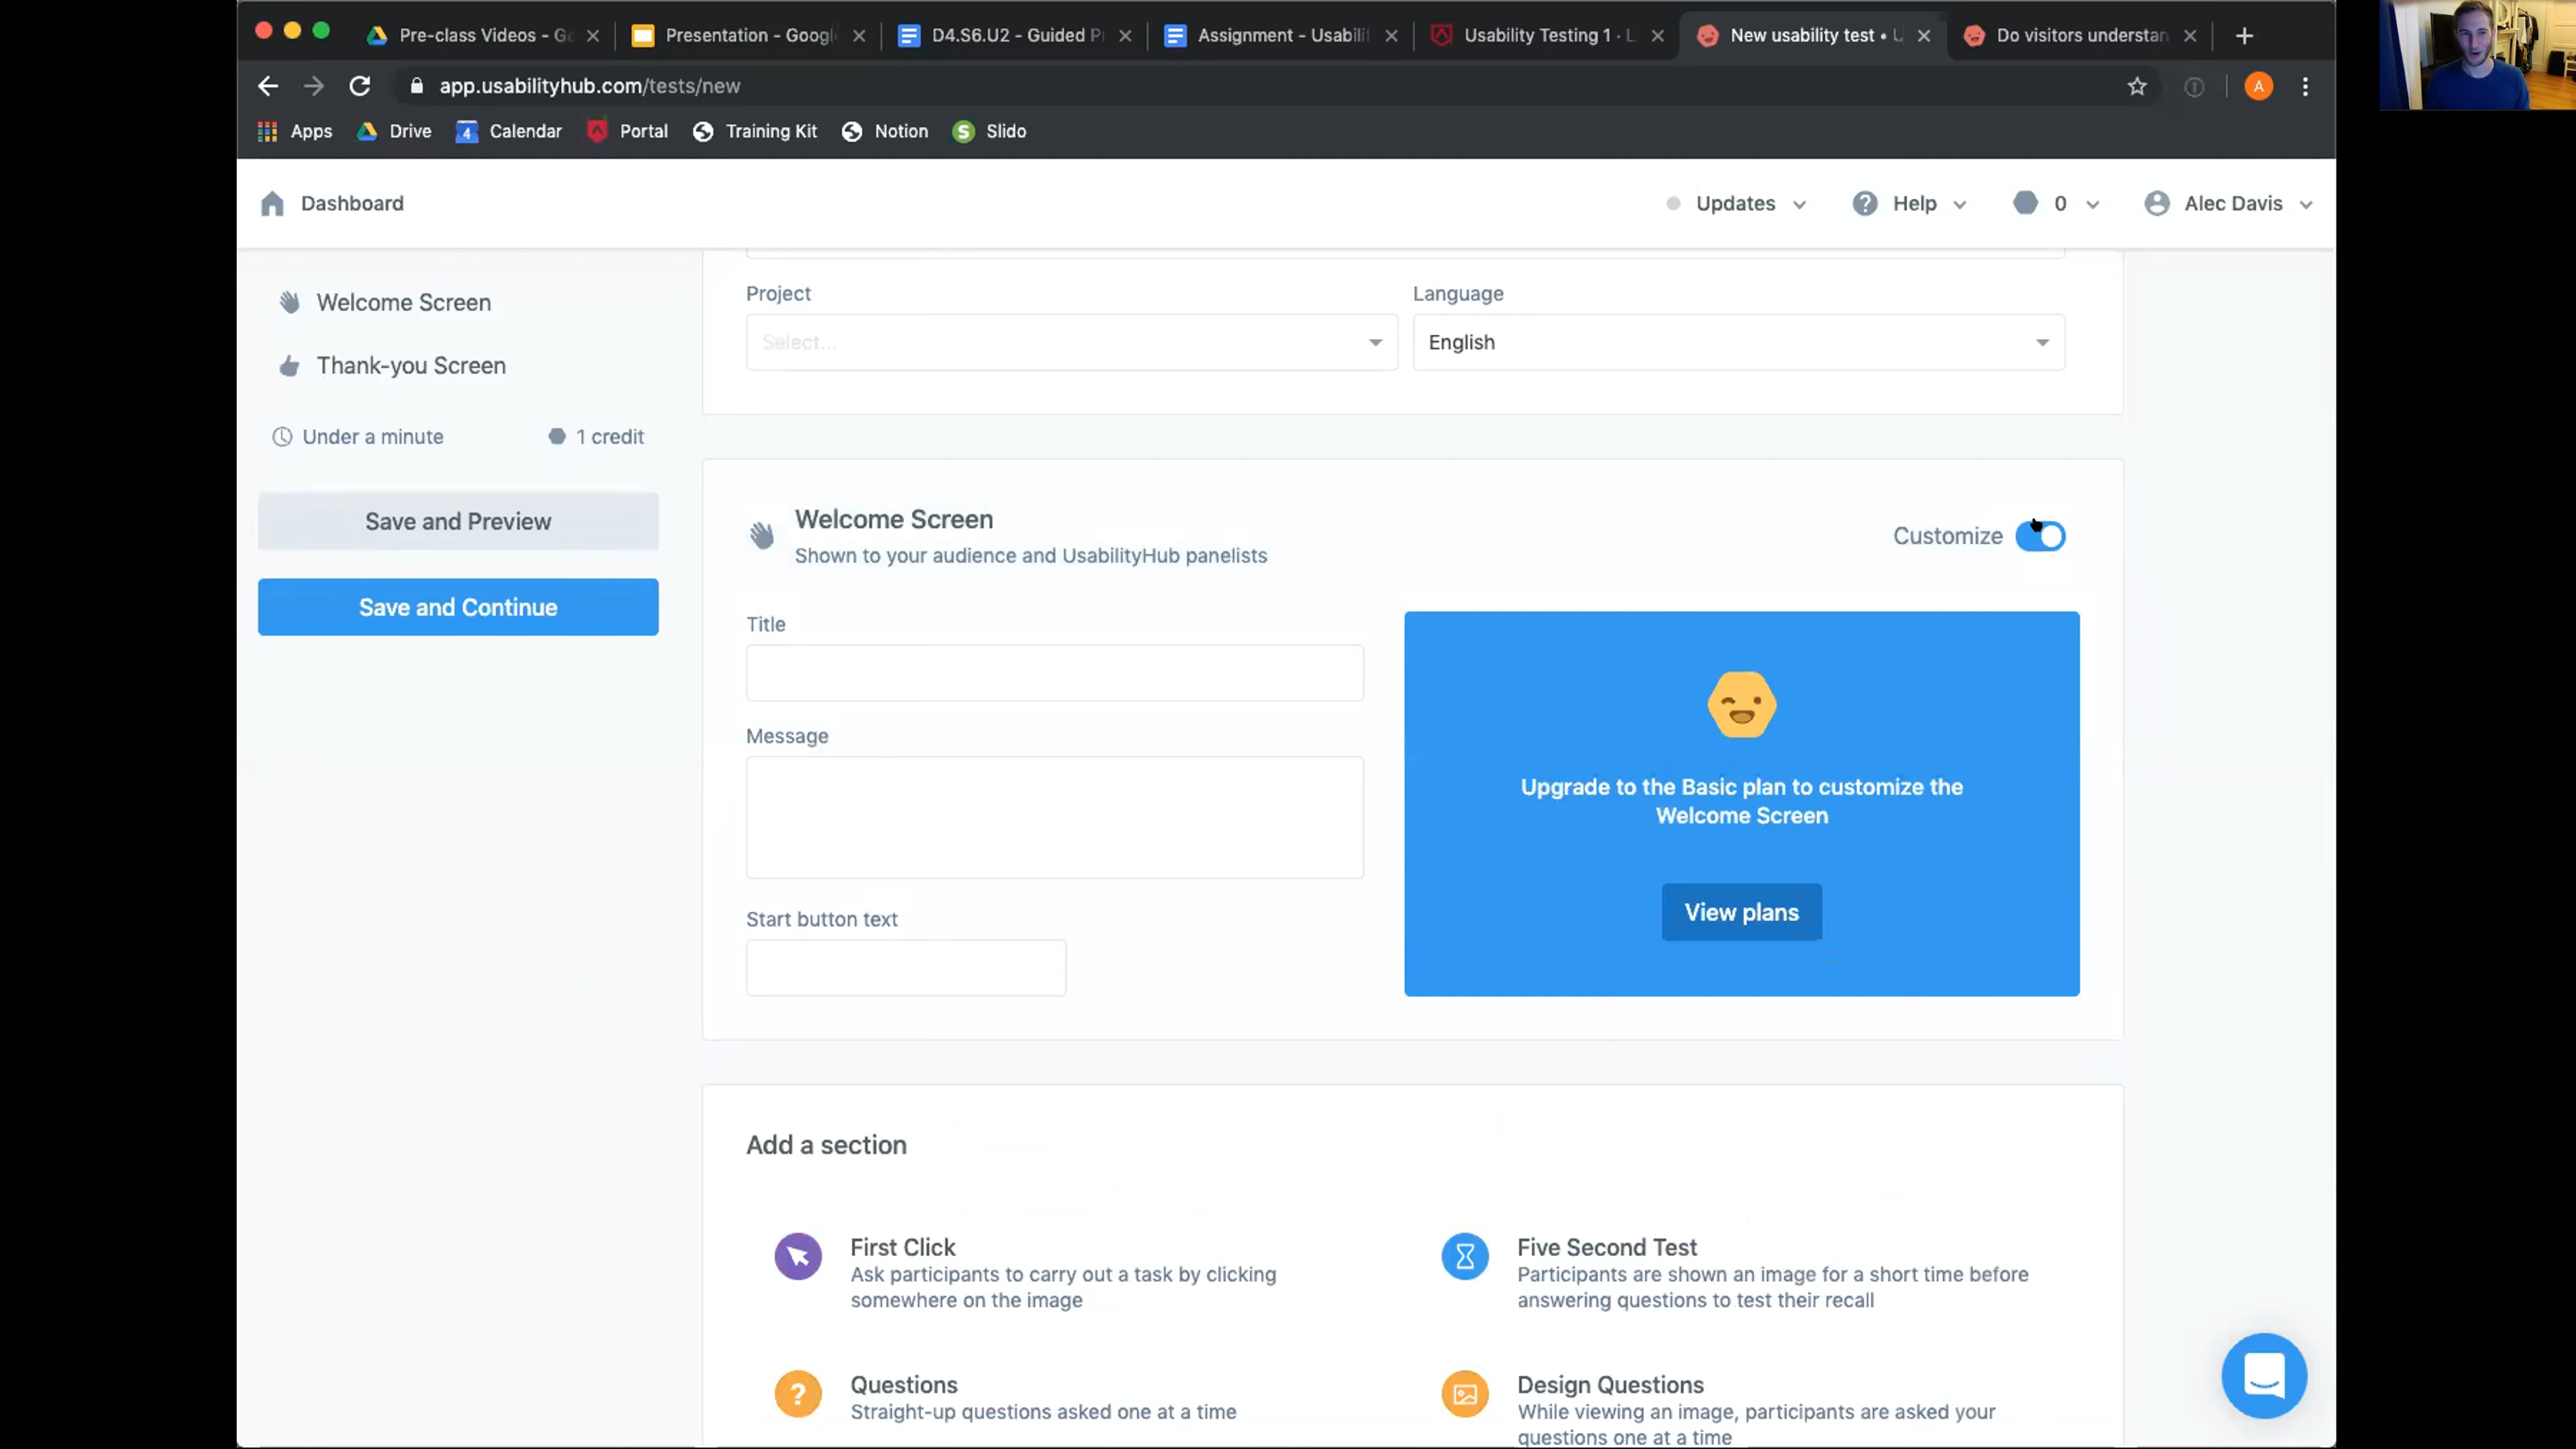 Pre-class Videos - Go
Presentation - Googl
D4.S6.U2 - Guided P
Assignment - Usabili
Usability Testing 1 · L
New usability test • U
Do visitors understan
app.usabilityhub.com/tests/new
A
Apps
Drive
4
Calendar
Portal
Training Kit
Notion
S
Slido
Dashboard
Updates
?
Help
0
Alec Davis
Welcome Screen
Thank-you Screen
Under a minute
1 credit
Save and Preview
Save and Continue
Project
Language
Select...
English
Welcome Screen
Shown to your audience and UsabilityHub panelists
Customize
Title
Message
Start button text
Upgrade to the Basic plan to customize the
Welcome Screen
View plans
Add a section
First Click
Ask participants to carry out a task by clicking
somewhere on the image
Five Second Test
Participants are shown an image for a short time before
answering questions to test their recall
?
Questions
Straight-up questions asked one at a time
Design Questions
While viewing an image, participants are asked your
questions one at a time